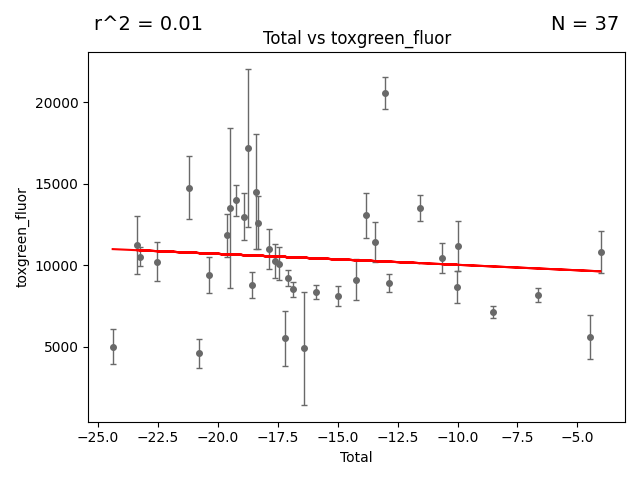 r^2 = 0.01
N = 37
Total vs toxgreen_fluor
20000
15000
10000
5000
toxgreen_fluor
−25.0 −22.5 −20.0 −17.5 −15.0 −12.5 −10.0 −7.5 −5.0
Total